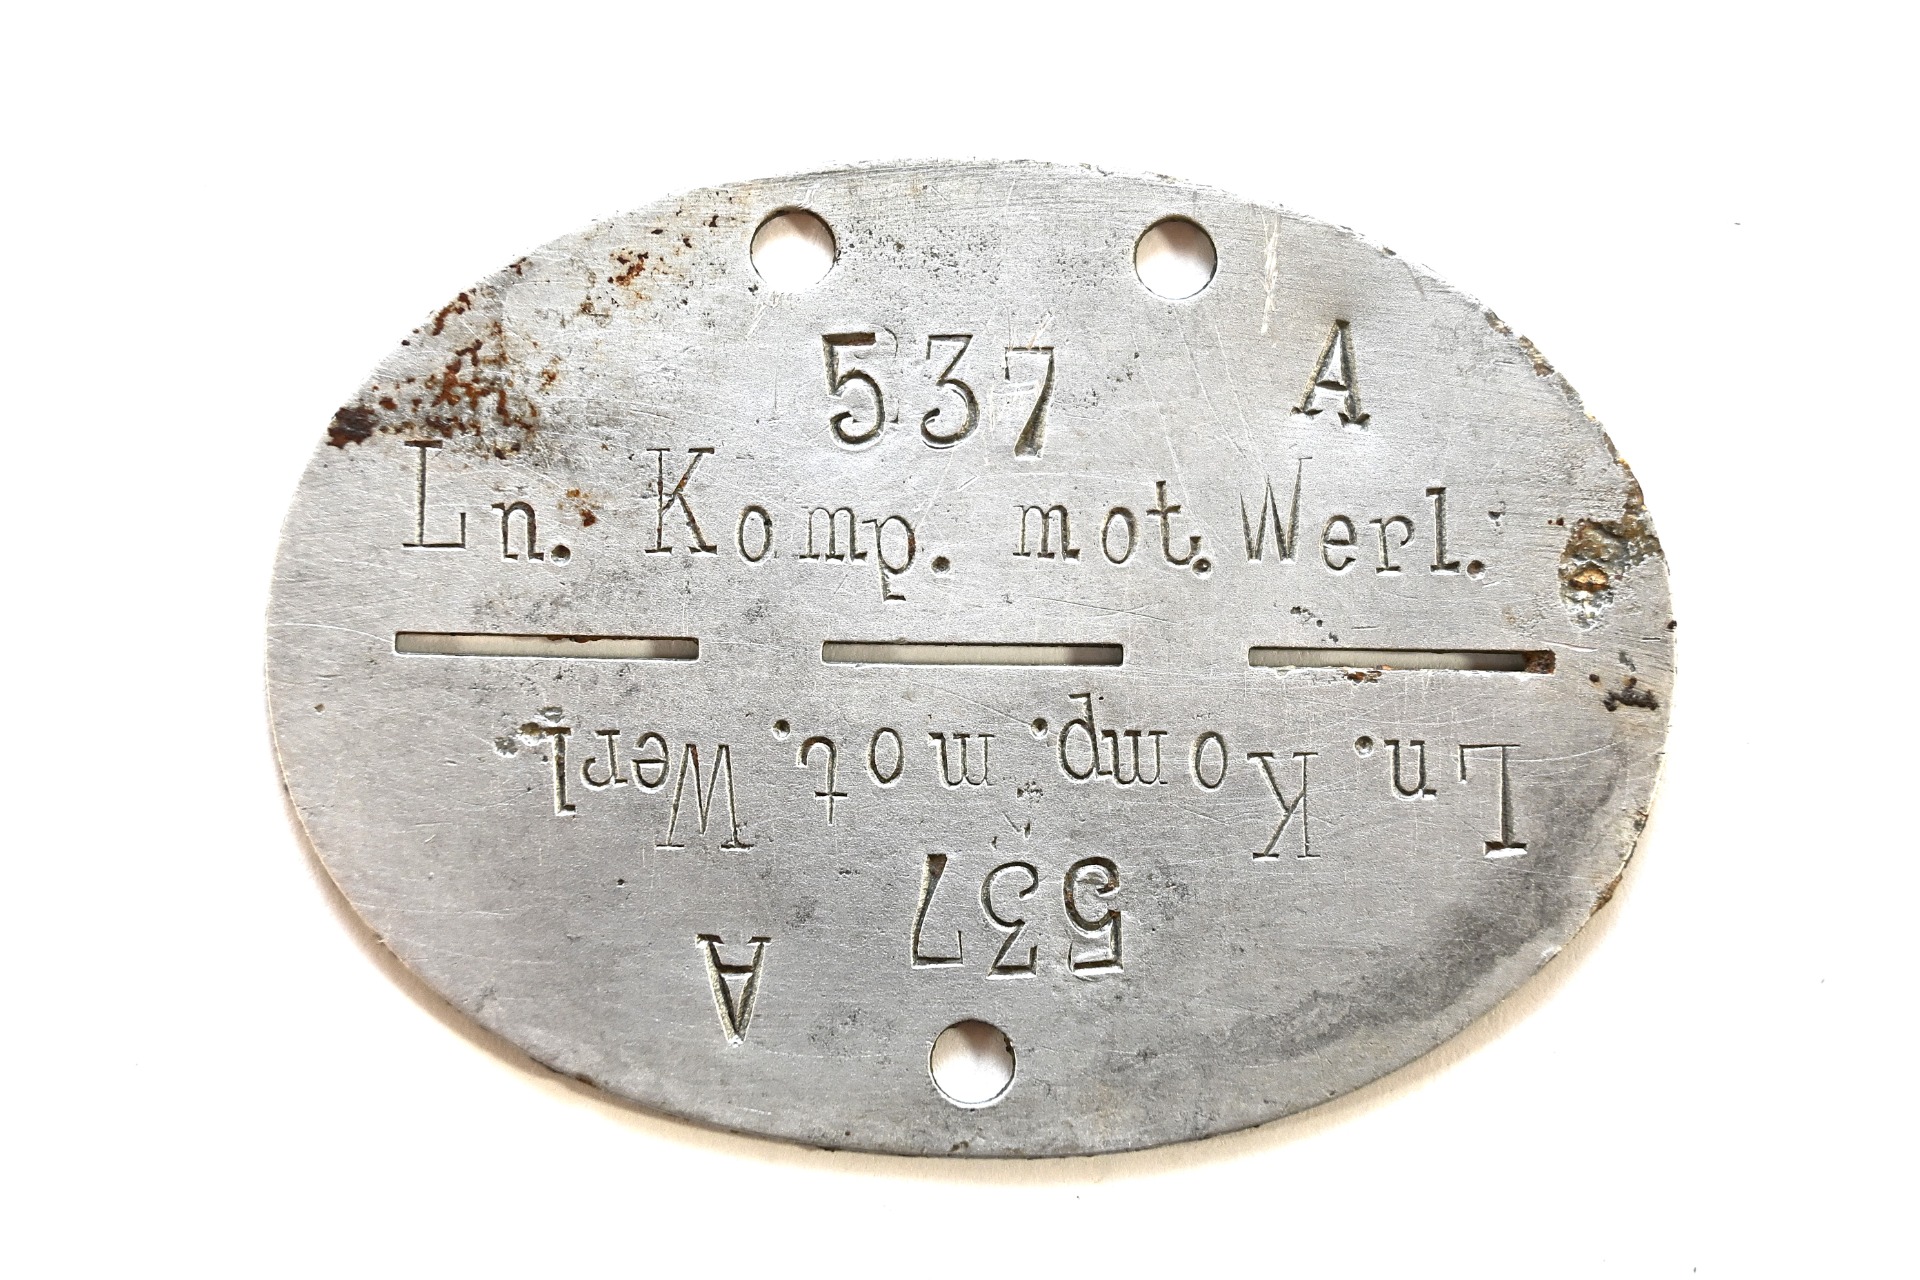 537 A
Ln. Komp. mot. Werl.
Ln. Komp. mot. Werl.
537 A